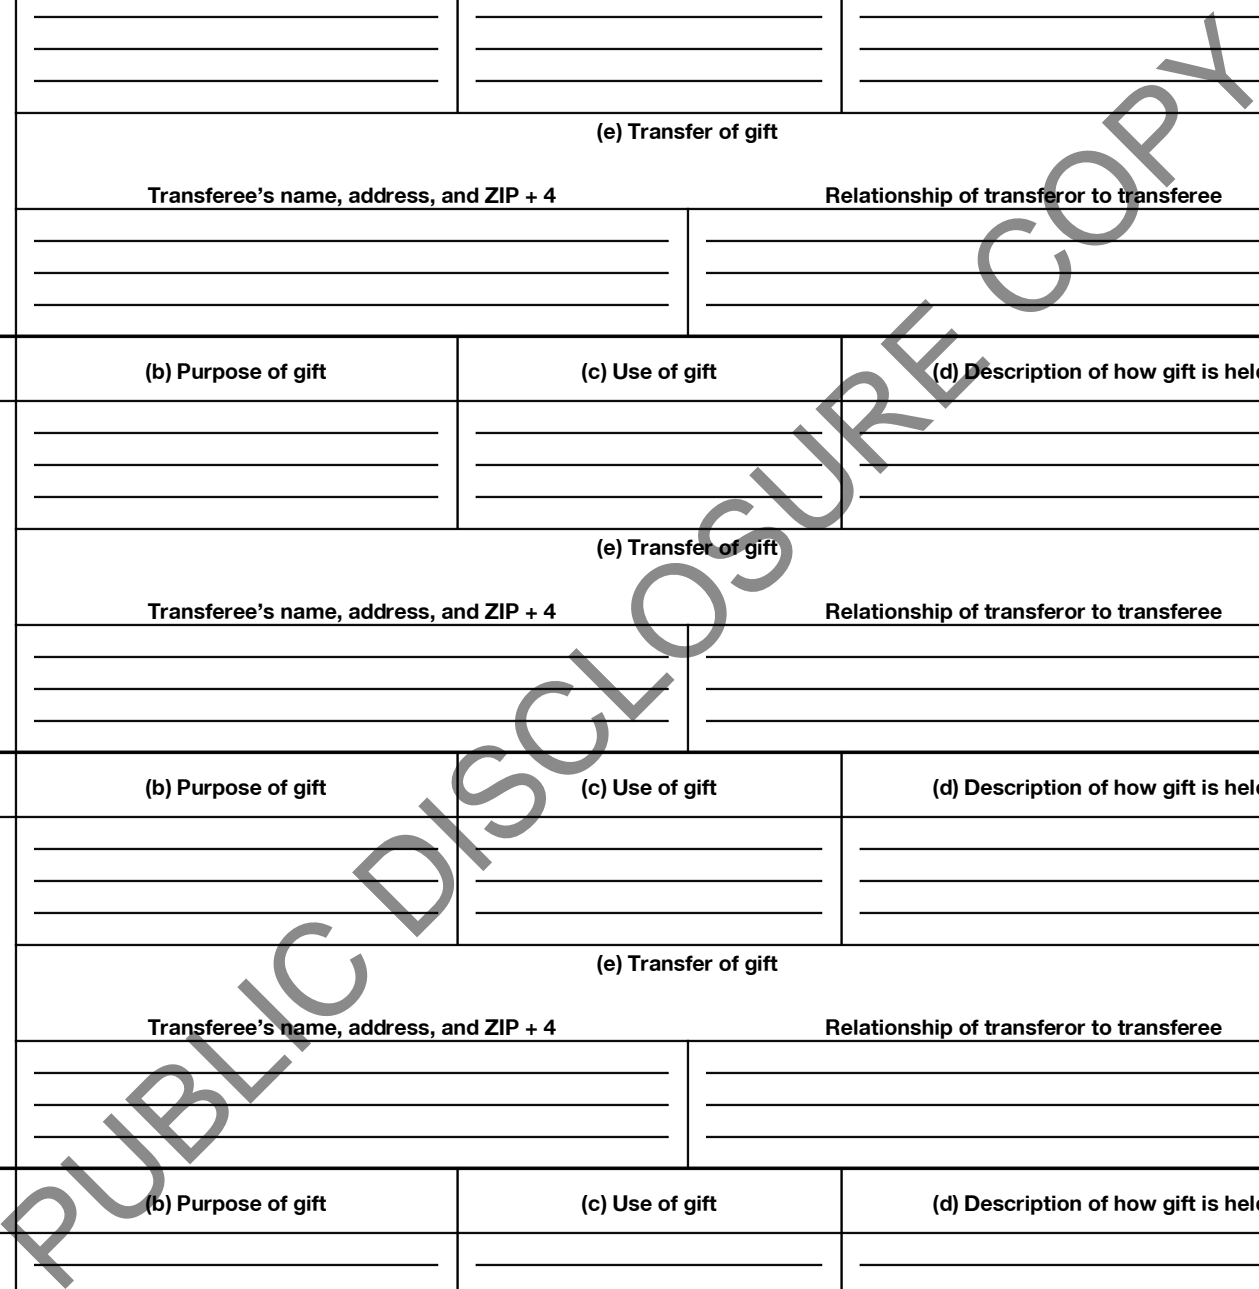 (e) Transfer of gift
Transferee’s name, address, and ZIP + 4 Relationship of transferor to transferee
(b) Purpose of gift (c) Use of gift (d) Description of how gift is held
(e) Transfer of gift
Transferee’s name, address, and ZIP + 4 Relationship of transferor to transferee
(b) Purpose of gift (c) Use of gift (d) Description of how gift is held
(e) Transfer of gift
Transferee’s name, address, and ZIP + 4 Relationship of transferor to transferee
(b) Purpose of gift (c) Use of gift (d) Description of how gift is held
PUBLIC DISCLOSURE COPY